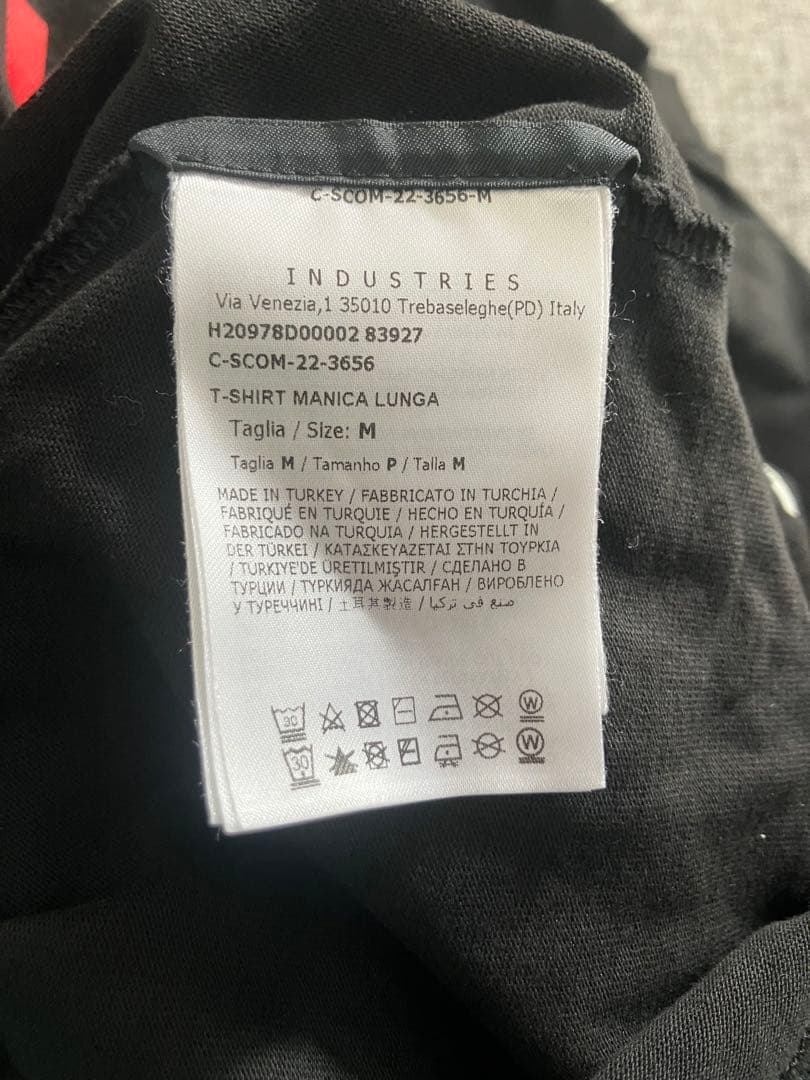 C-SCOM-22-3656-M
INDUSTRIES
Via Venezia,1 35010 Trebaseleghe(PD) Italy
H20978D00002 83927
C-SCOM-22-3656
T-SHIRT MANICA LUNGA
Taglia / Size: M
Taglia M / Tamanho P / Talla M
MADE IN TURKEY / FABBRICATO IN TURCHIA /
FABRIQUÉ EN TURQUIE / HECHO EN TURQUÍA /
FABRICADO NA TURQUIA / HERGESTELLT IN
DER TÜRKEI / ΚΑΤΑΣΚΕΥΑΖΕΤΑΙ ΣΤΗΝ ΤΟΥΡΚΙΑ
/ TÜRKIYE'DE ÜRETILMIŞTIR / СДЕЛАНО В
ТУРЦИИ / ТҮРКИЯДА ЖАСАЛҒАН / ВИРОБЛЕНО
У ТУРЕЧЧИНІ / 土耳其製造 / صنع في تركيا
30 W
30 W